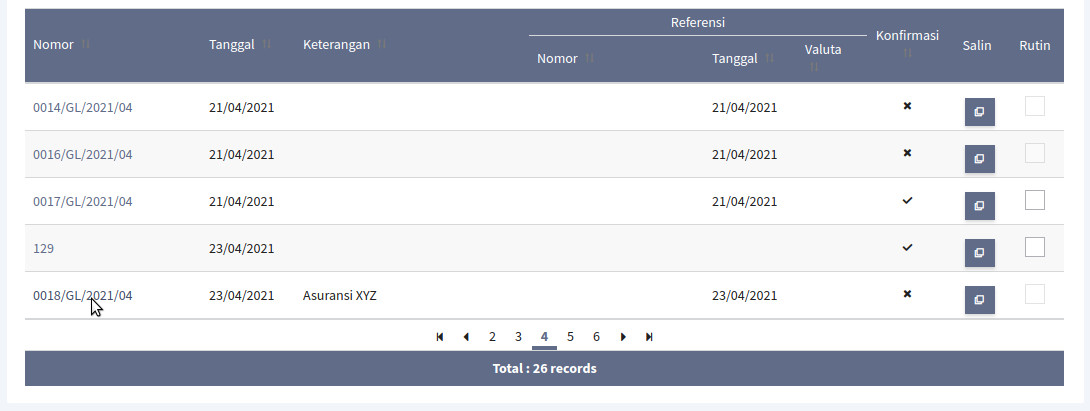 Referensi
Nomor Tanggal Keterangan Konfirmasi Salin Rutin
Nomor Tanggal Valuta
0014/GL/2021/04 21/04/2021 21/04/2021
0016/GL/2021/04 21/04/2021 21/04/2021
0017/GL/2021/04 21/04/2021 21/04/2021
129 23/04/2021
0018/GL/2021/04 23/04/2021 Asuransi XYZ 23/04/2021
2 3 4 5 6
Total : 26 records